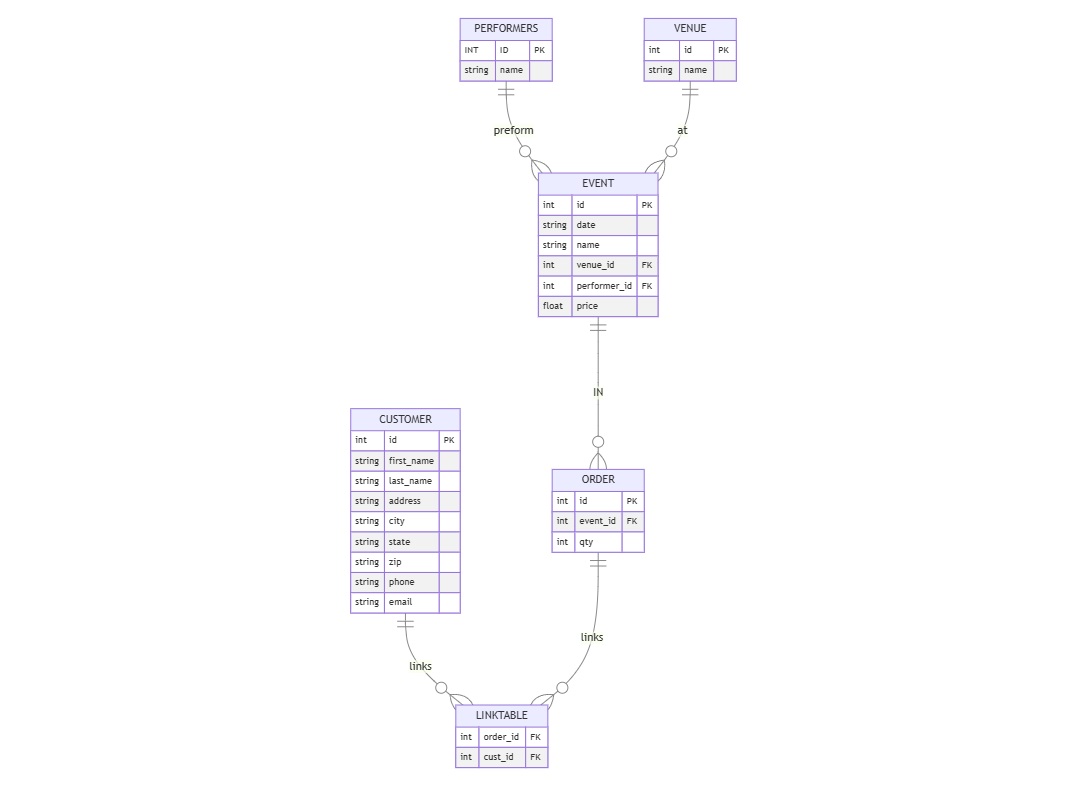 PERFORMERS
INT ID PK
string name
VENUE
int id PK
string name
preform
at
EVENT
int id PK
string date
string name
int venue_id FK
int performer_id FK
float price
IN
CUSTOMER
int id PK
string first_name
string last_name
string address
string city
string state
string zip
string phone
string email
ORDER
int id PK
int event_id FK
int qty
links
links
LINKTABLE
int order_id FK
int cust_id FK